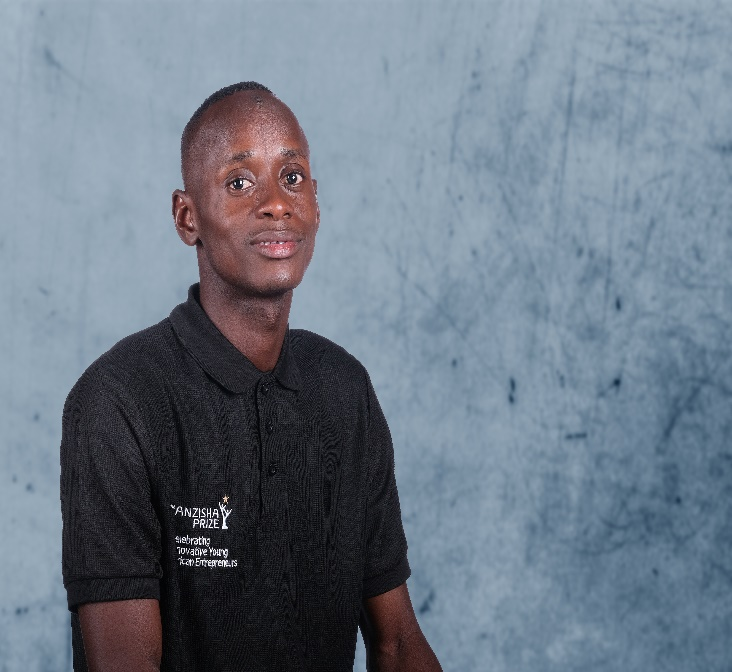 ANZISHA
PRIZE
elebrating
novative Young
ican Entrepreneurs